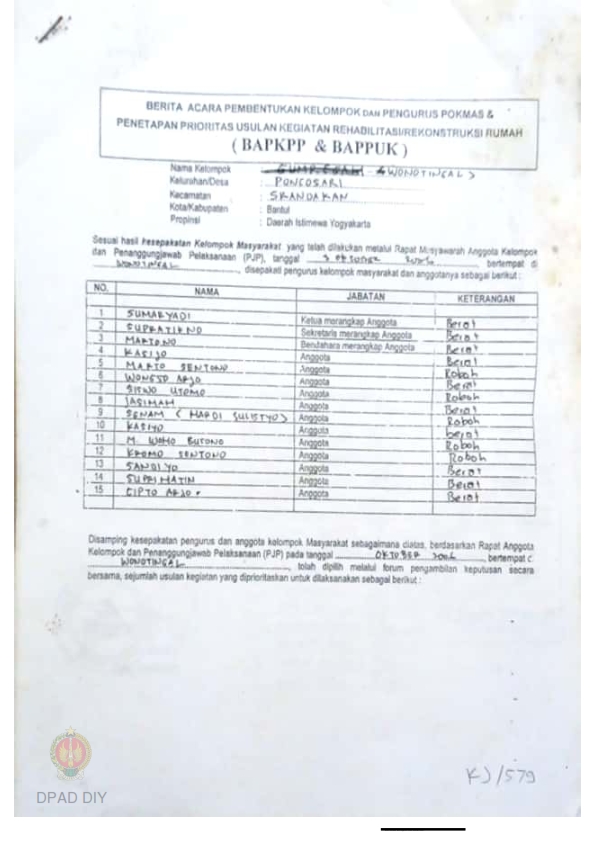 BERITA ACARA PEMBENTUKAN KELOMPOK DAN PENGURUS POKMAS &
PENETAPAN PRIORITAS USULAN KEGIATAN REHABILITASI/REKONSTRUKSI RUMAH
( BAPKPP & BAPPUK )
Nama Kelompok (WONOTINGAL)
Kelurahan/Desa : PONCOSARI
Kecamatan : SRANDAKAN
Kota/Kabupaten : Bantul
Propinsi : Daerah Istimewa Yogyakarta
Sesuai hasil kesepakatan Kelompok Masyarakat yang telah dilakukan melalui Rapat Musyawarah Anggota Kelompok
dan Penanggungjawab Pelaksanaan (PJP), tanggal OKTOBER 2006, bertempat di
WONOTINGAL, disepakati pengurus kelompok masyarakat dan anggotanya sebagai berikut :
NO. NAMA JABATAN KETERANGAN
1 SUMARYADI Ketua merangkap Anggota Berat
2 SUPRATIKNO Sekretaris merangkap Anggota Berat
3 MARTONO Bendahara merangkap Anggota Berat
4 KASIJO Anggota Berat
5 MARTO SENTONO Anggota Roboh
6 WONGSO ARJO Anggota Berat
7 SISWO UTOMO Anggota Roboh
8 JASIMAH Anggota Berat
9 SENAM ( MARDI SULISTYO) Anggota Roboh
10 KASIYO Anggota berat
11 M. WOHO BUTONO Anggota Roboh
12 KROMO SENTONO Anggota Roboh
13 SANDIYO Anggota Berat
14 SUPRIHATIN Anggota Berat
15 CIPTO ARJO Anggota Berat
Disamping kesepakatan pengurus dan anggota kelompok Masyarakat sebagaimana diatas, berdasarkan Rapat Anggota
Kelompok dan Penanggungjawab Pelaksanaan (PJP) pada tanggal OKTOBER 2006, bertempat
WONOTINGAL, telah dipilih melalui forum pengambilan keputusan secara
bersama, sejumlah usulan kegiatan yang diprioritaskan untuk dilaksanakan sebagai berikut :
DPAD DIY
/579